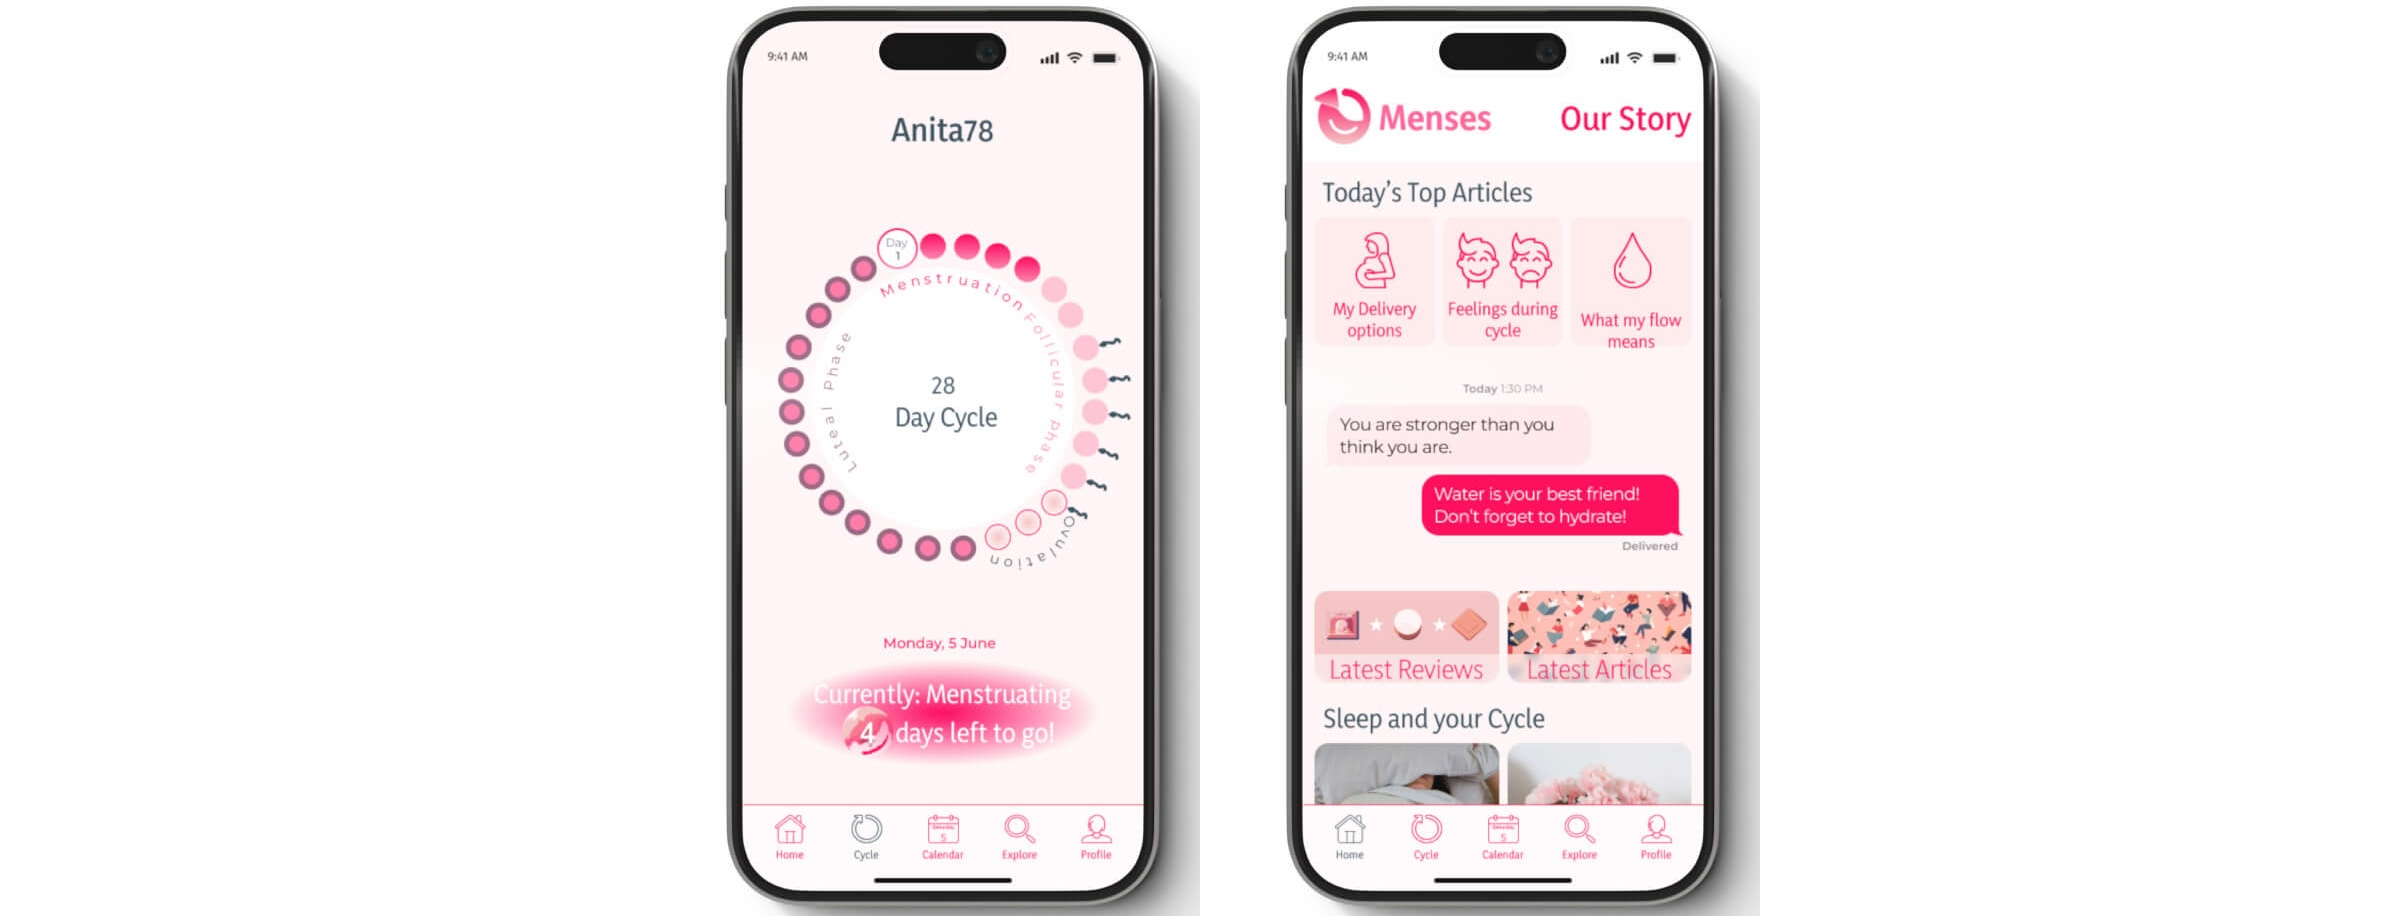 9:41 AM
Anita78
Day
1
Menstruation
Follicular phase
Ovulation
Luteal Phase
28
Day Cycle
Monday, 5 June
Currently: Menstruating
4 days left to go!
Home
Cycle
5
Calendar
Explore
Profile
9:41 AM
Menses
Our Story
Today's Top Articles
My Delivery
options
Feelings during
cycle
What my flow
means
Today 1:30 PM
You are stronger than you
think you are.
Water is your best friend!
Don't forget to hydrate!
Delivered
Latest Reviews
Latest Articles
Sleep and your Cycle
Home
Cycle
5
Calendar
Explore
Profile